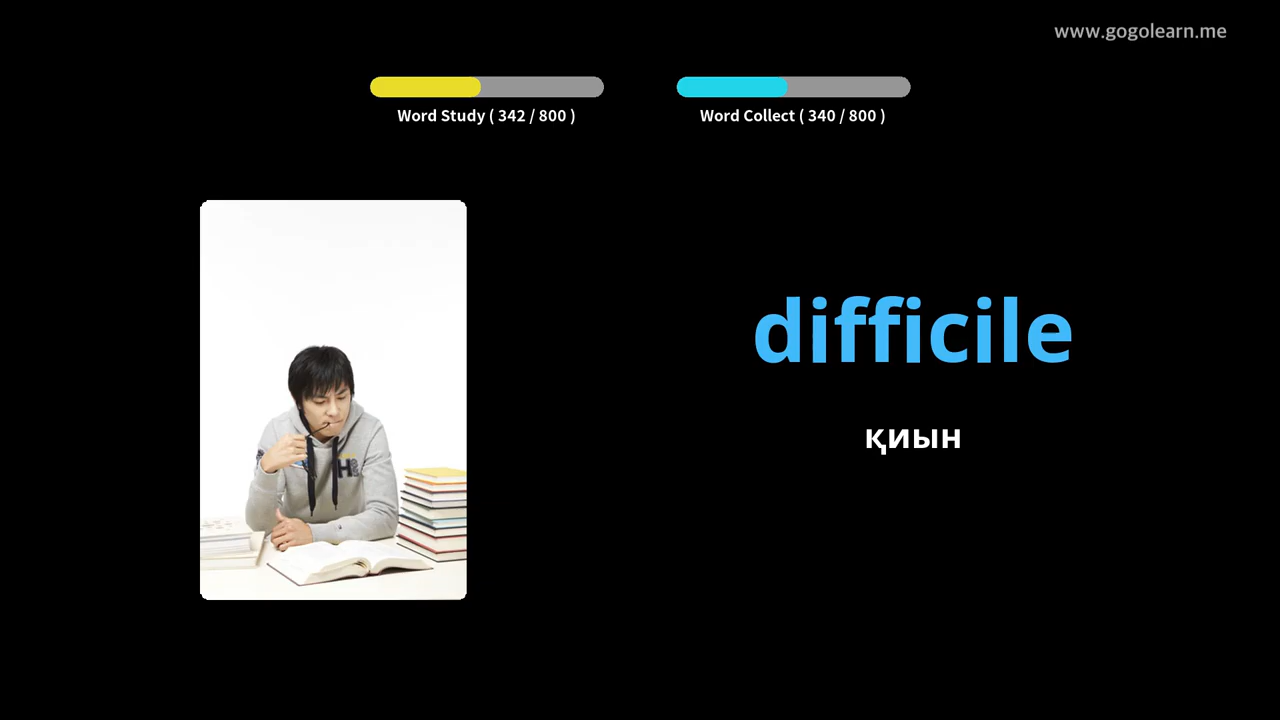 www.gogolearn.me
Word Study ( 342 / 800 )
Word Collect ( 340 / 800 )
difficile
қиын
H